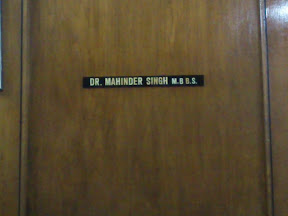 DR. MAHINDER SINGH M.B B.S.